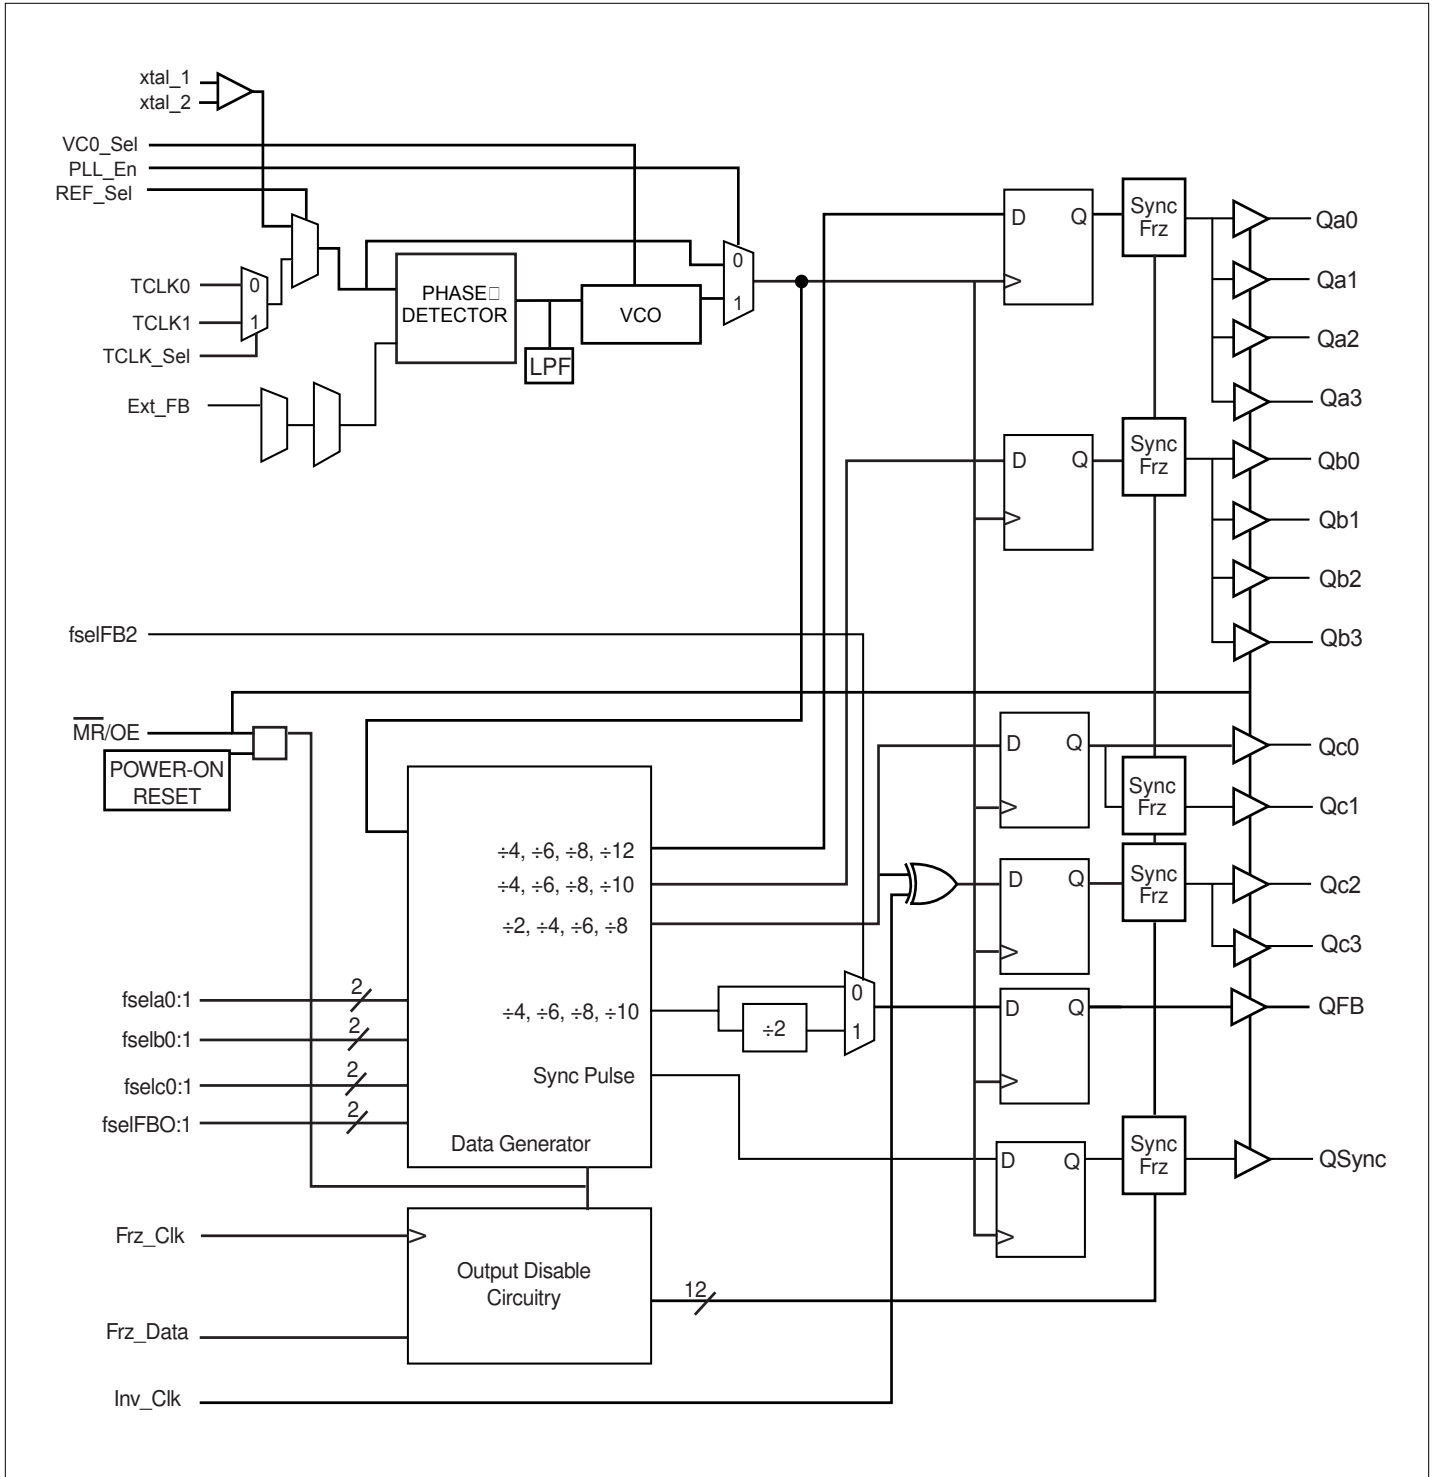 xtal_1
xtal_2
VC0_Sel
PLL_En
REF_Sel
TCLK0
TCLK1
TCLK_Sel
0
1
Ext_FB
PHASE□
DETECTOR
LPF
VCO
0
1
D Q
Sync
Frz
Qa0
Qa1
Qa2
Qa3
D Q
Sync
Frz
Qb0
Qb1
Qb2
Qb3
fselFB2
MR/OE
POWER-ON
RESET
D Q
Sync
Frz
Qc0
Qc1
÷4, ÷6, ÷8, ÷12
÷4, ÷6, ÷8, ÷10
÷2, ÷4, ÷6, ÷8
÷4, ÷6, ÷8, ÷10
Sync Pulse
Data Generator
D Q
Sync
Frz
Qc2
Qc3
fsela0:1
2
fselb0:1
2
fselc0:1
2
fselFBO:1
2
÷2
0
1
D Q
QFB
D Q
Sync
Frz
QSync
Frz_Clk
Output Disable
Circuitry
12
Frz_Data
Inv_Clk